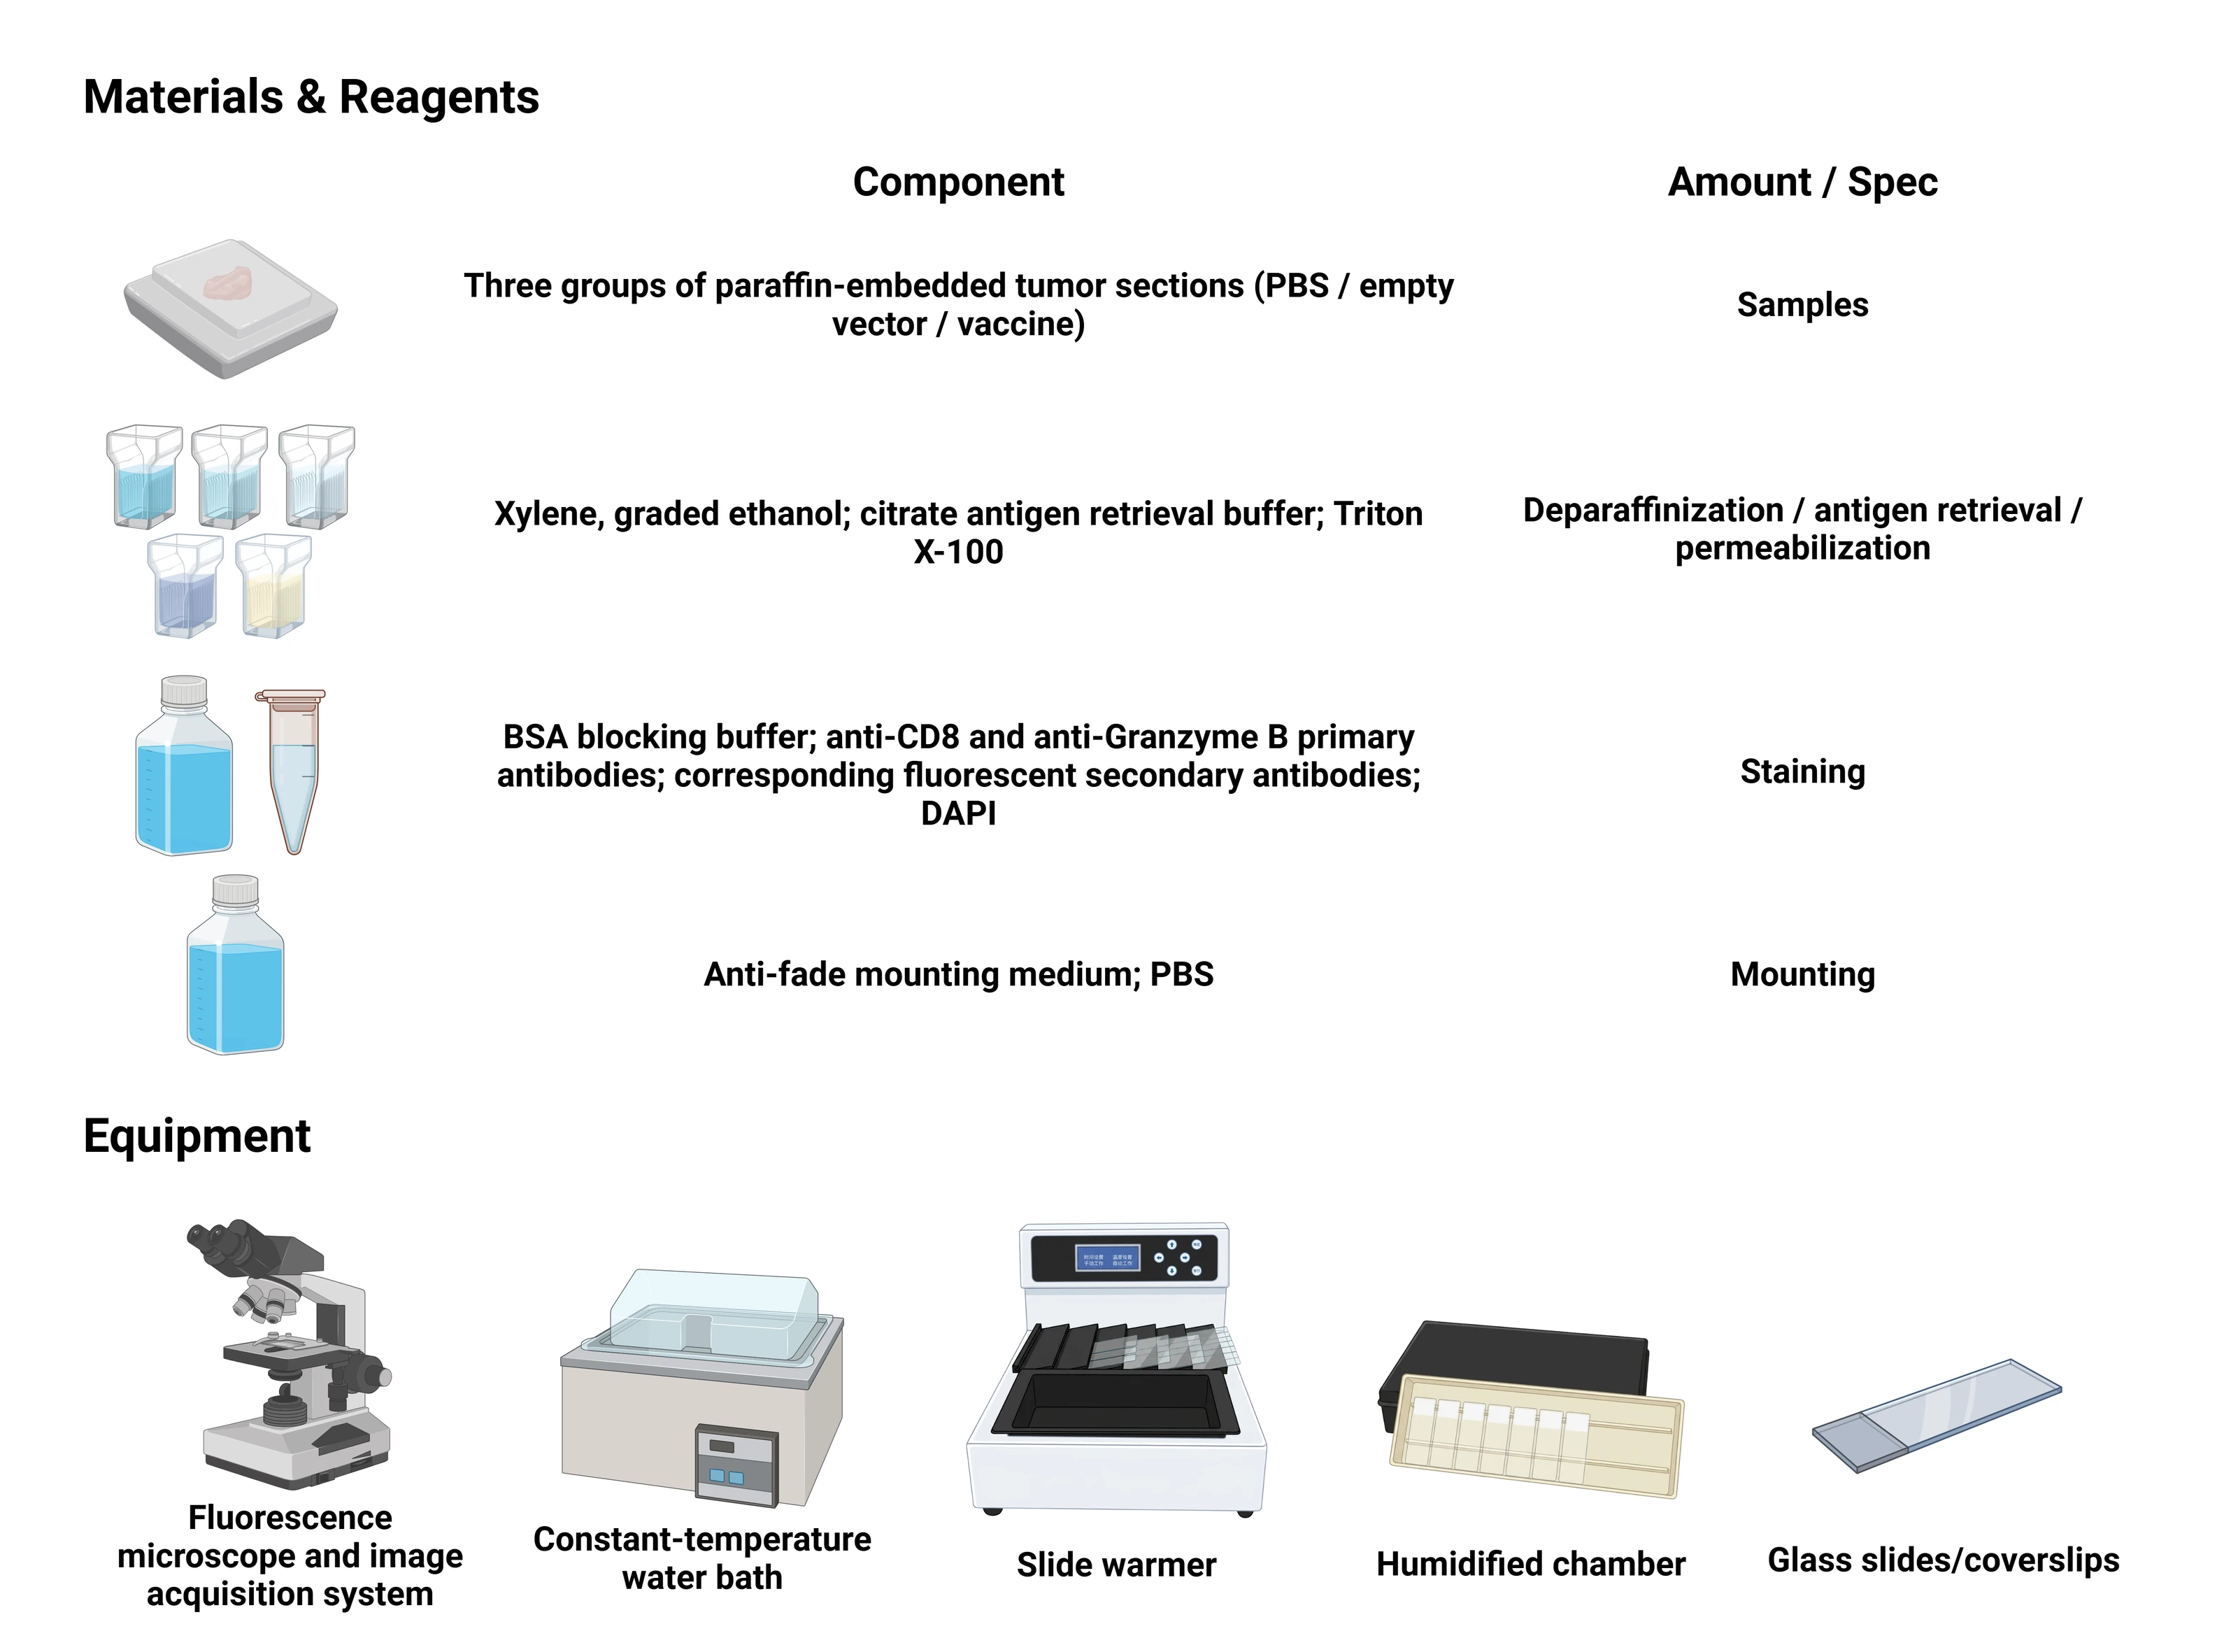 Materials & Reagents
Component
Amount / Spec
Three groups of paraffin-embedded tumor sections (PBS / empty
vector / vaccine)
Samples
Xylene, graded ethanol; citrate antigen retrieval buffer; Triton
X-100
Deparaffinization / antigen retrieval /
permeabilization
BSA blocking buffer; anti-CD8 and anti-Granzyme B primary
antibodies; corresponding fluorescent secondary antibodies;
DAPI
Staining
Anti-fade mounting medium; PBS
Mounting
Equipment
Fluorescence
microscope and image
acquisition system
Constant-temperature
water bath
Slide warmer
Humidified chamber
Glass slides/coverslips